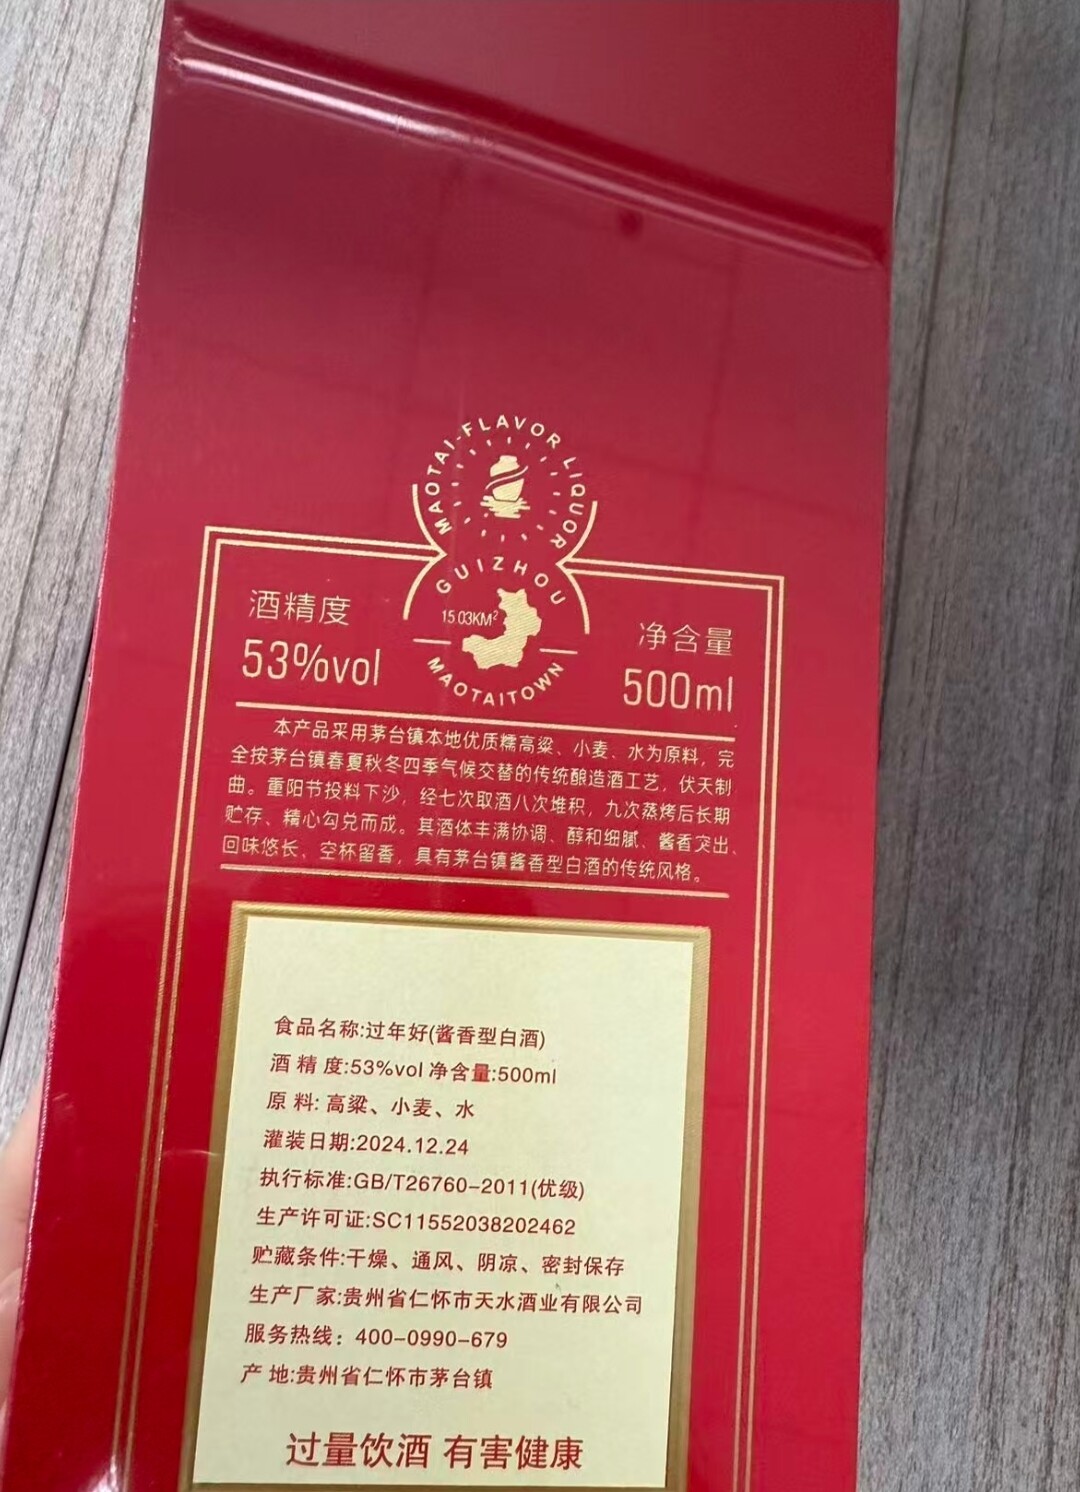 MAOTAI-FLAVOR LIQUOR
GUIZHOU
15.03KM²
MAOTAITOWN
酒精度
53%vol
净含量
500ml
本产品采用茅台镇本地优质糯高粱、小麦、水为原料，完
全按茅台镇春夏秋冬四季气候交替的传统酿造酒工艺，伏天制
曲。重阳节投料下沙，经七次取酒八次堆积，九次蒸烤后长期
贮存、精心勾兑而成。其酒体丰满协调、醇和细腻、酱香突出、
回味悠长、空杯留香，具有茅台镇酱香型白酒的传统风格。
食品名称:过年好(酱香型白酒)
酒 精 度:53%vol 净含量:500ml
原 料: 高粱、小麦、水
灌装日期:2024.12.24
执行标准:GB/T26760-2011(优级)
生产许可证:SC11552038202462
贮藏条件:干燥、通风、阴凉、密封保存
生产厂家:贵州省仁怀市天水酒业有限公司
服务热线：400-0990-679
产 地:贵州省仁怀市茅台镇
过量饮酒 有害健康